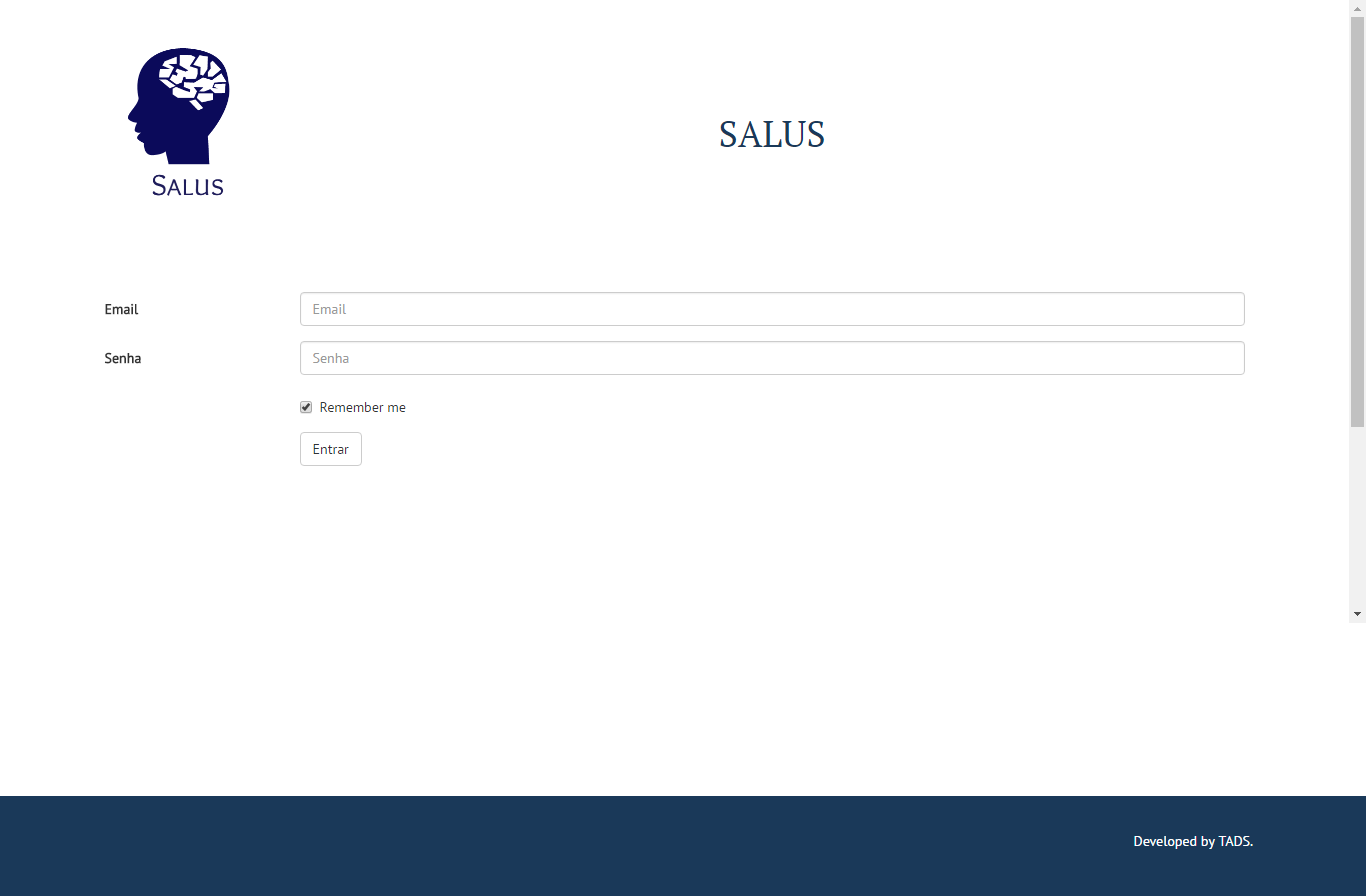 SALUS
SALUS
Email
Email
Senha
Senha
Remember me
Entrar
Developed by TADS.